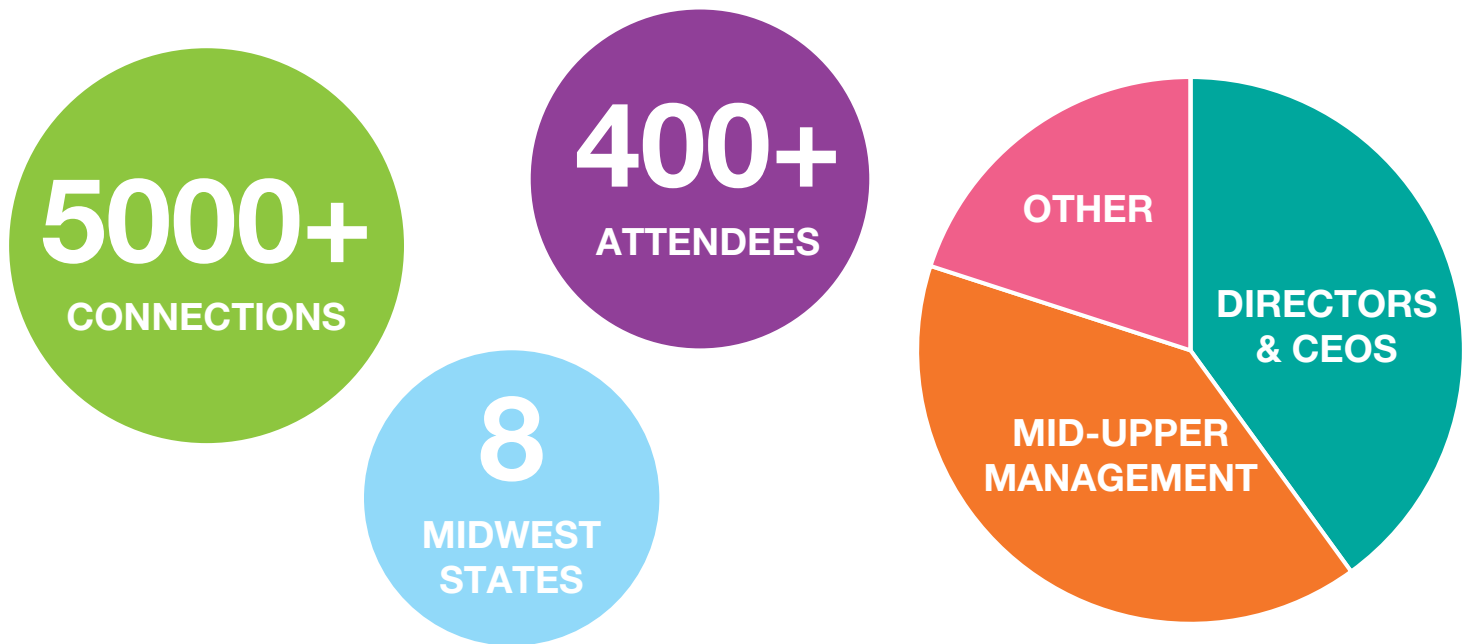 5000+
CONNECTIONS
400+
ATTENDEES
8
MIDWEST
STATES
OTHER
DIRECTORS
& CEOS
MID-UPPER
MANAGEMENT